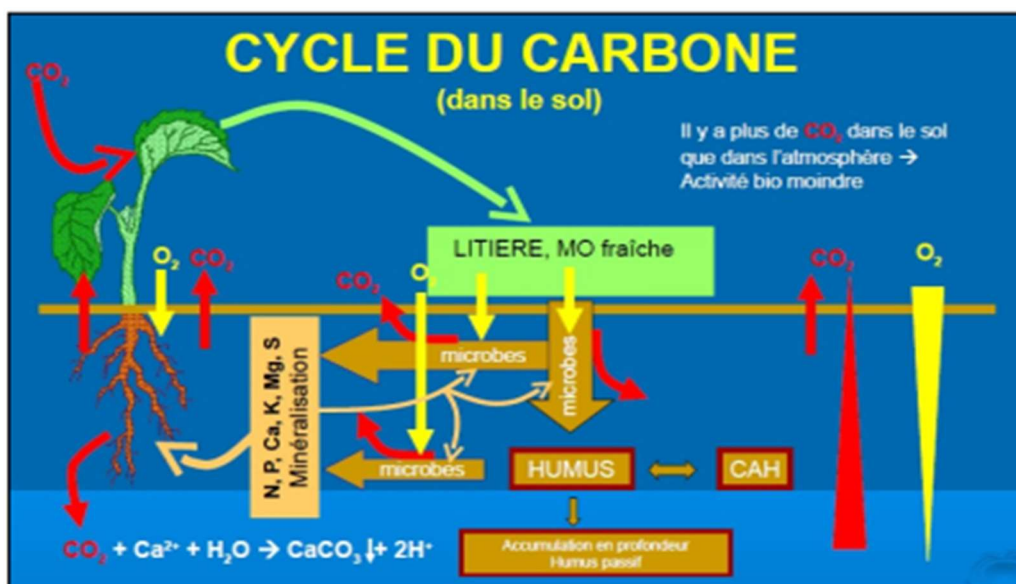 CYCLE DU CARBONE
(dans le sol)
CO₂
Il y a plus de CO₂ dans le sol
que dans l'atmosphère →
Activité bio moindre
LITIERE, MO fraîche
O₂
CO₂
O₂
CO₂
CO₂
O₂
microbes
microbes
N, P, Ca, K, Mg, S
Minéralisation
microbes
HUMUS
CAH
CO₂ + Ca²⁺ + H₂O → CaCO₃↓+ 2H⁺
Accumulation en profondeur
Humus passif